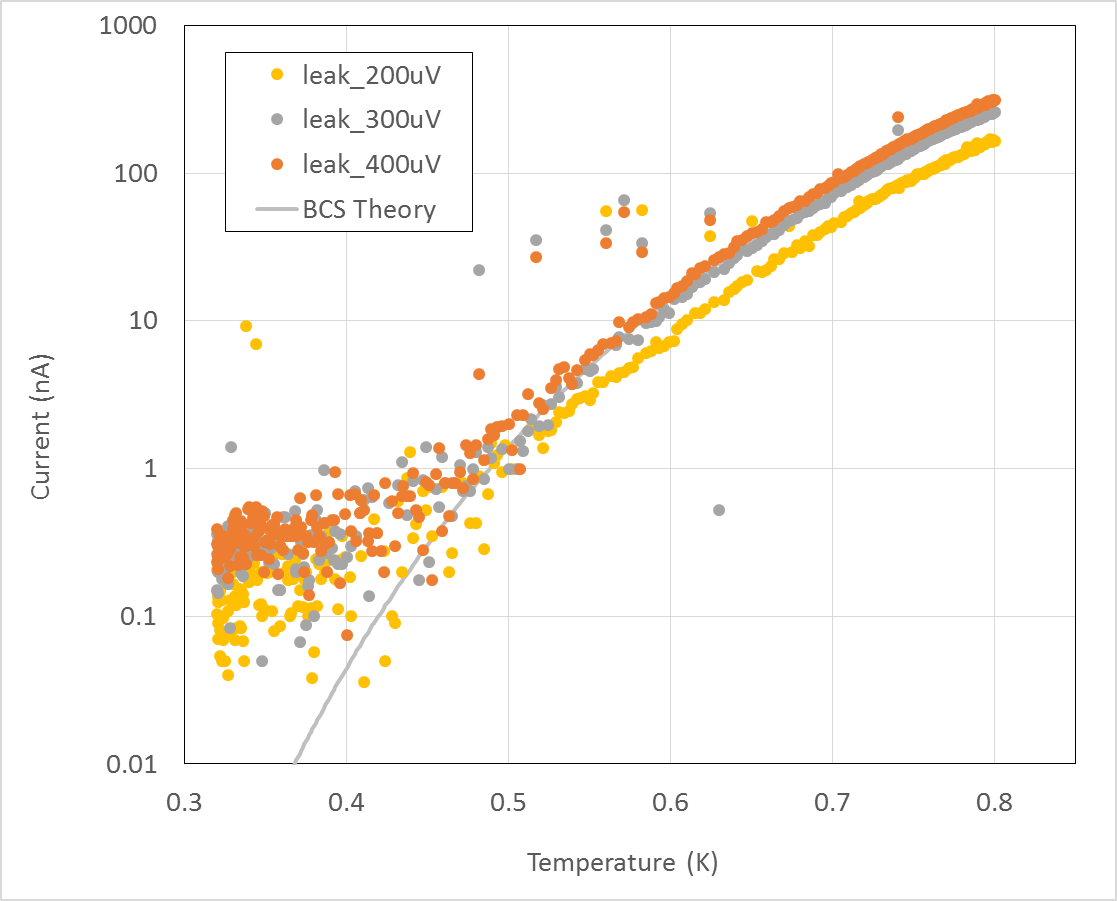 1000
100
10
1
0.1
0.01
Current (nA)
leak_200uV
leak_300uV
leak_400uV
BCS Theory
0.3 0.4 0.5 0.6 0.7 0.8
Temperature (K)